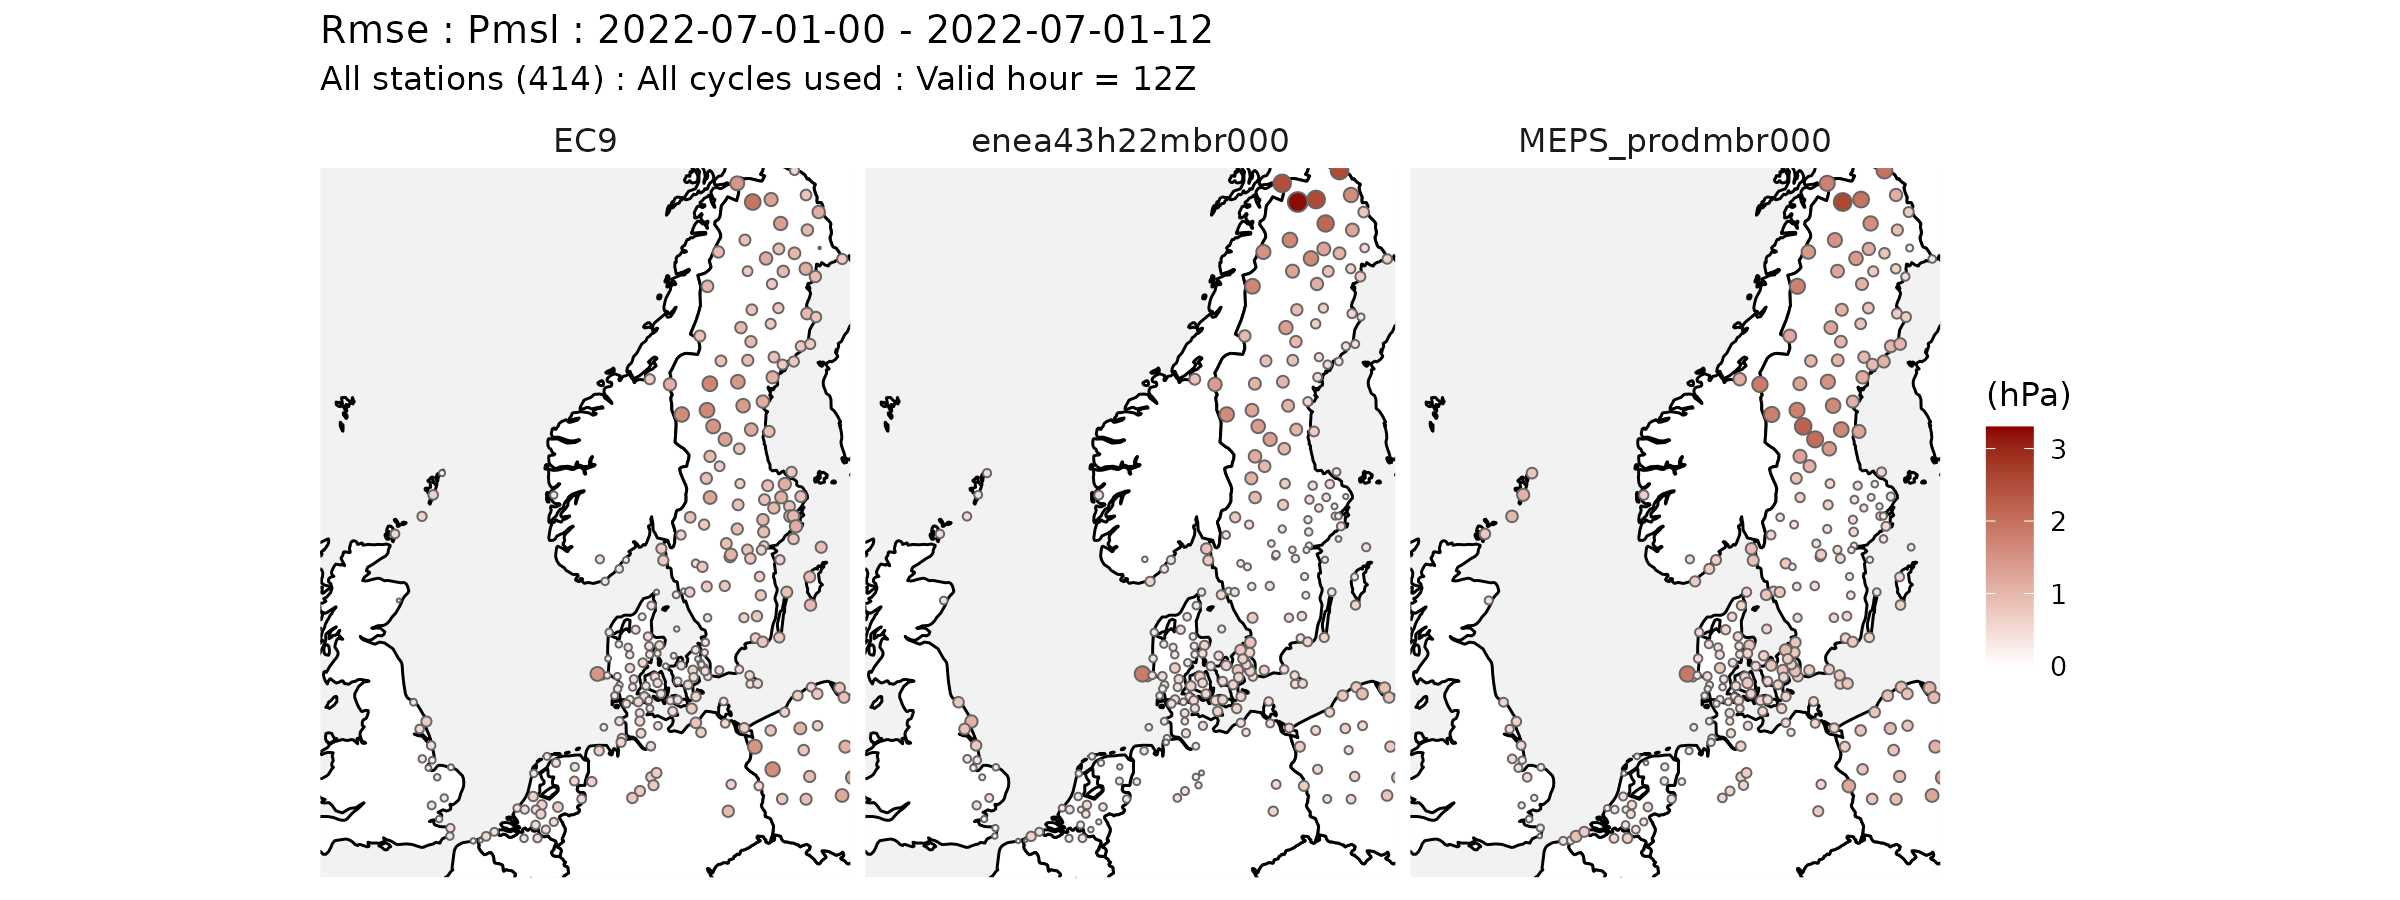 Rmse : Pmsl : 2022-07-01-00 - 2022-07-01-12
All stations (414) : All cycles used : Valid hour = 12Z
EC9
enea43h22mbr000
MEPS_prodmbr000
(hPa)
3
2
1
0